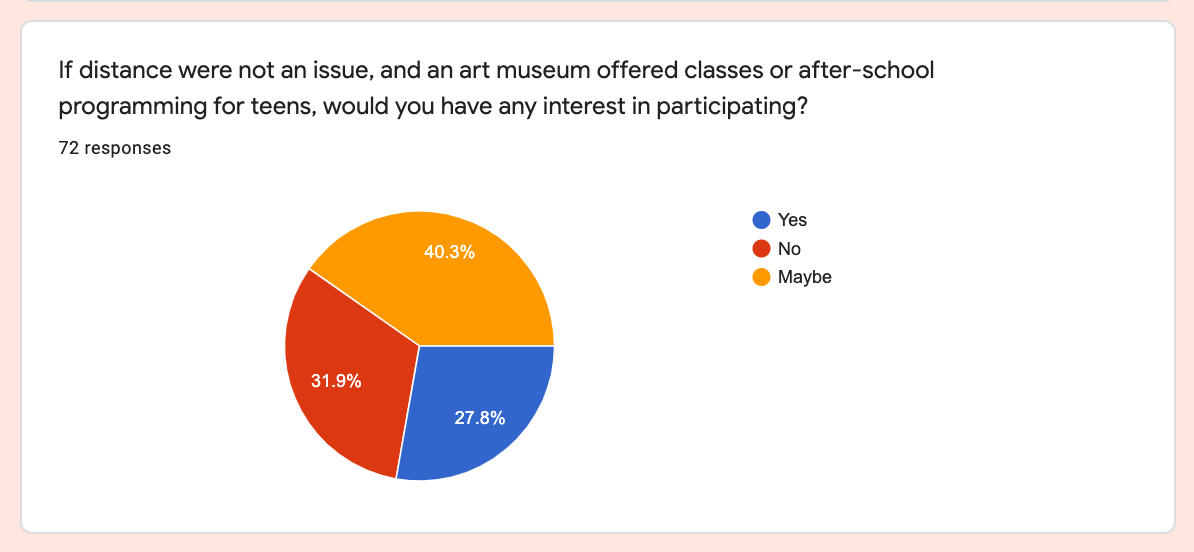 If distance were not an issue, and an art museum offered classes or after-school
programming for teens, would you have any interest in participating?
72 responses
40.3%
31.9%
27.8%
Yes
No
Maybe